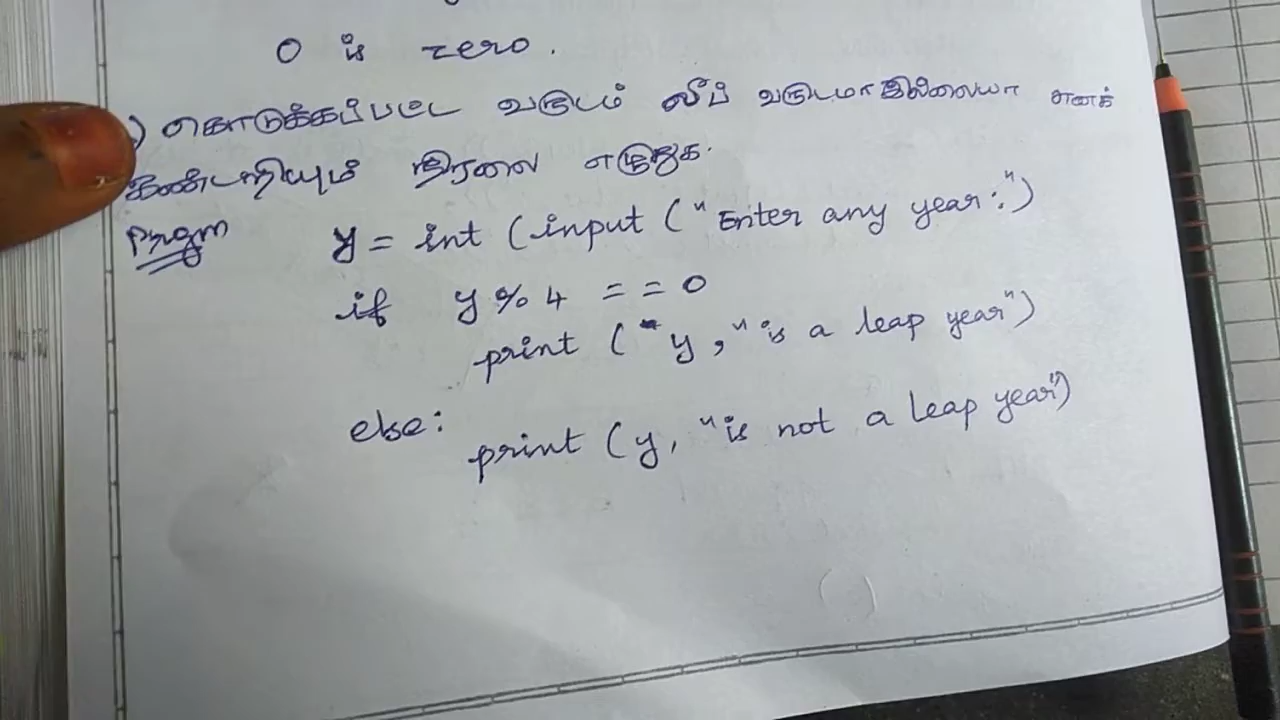 0 is zero.
) கொடுக்கப்பட்ட வருடம் லீப் வருடமா இல்லையா எனக்
கண்டறியும் நிரலை எழுதுக.
Prgm
y = int (input ("Enter any year:")
if y % 4 = = 0
print ( y, "is a leap year")
else:
print (y, "is not a leap year")